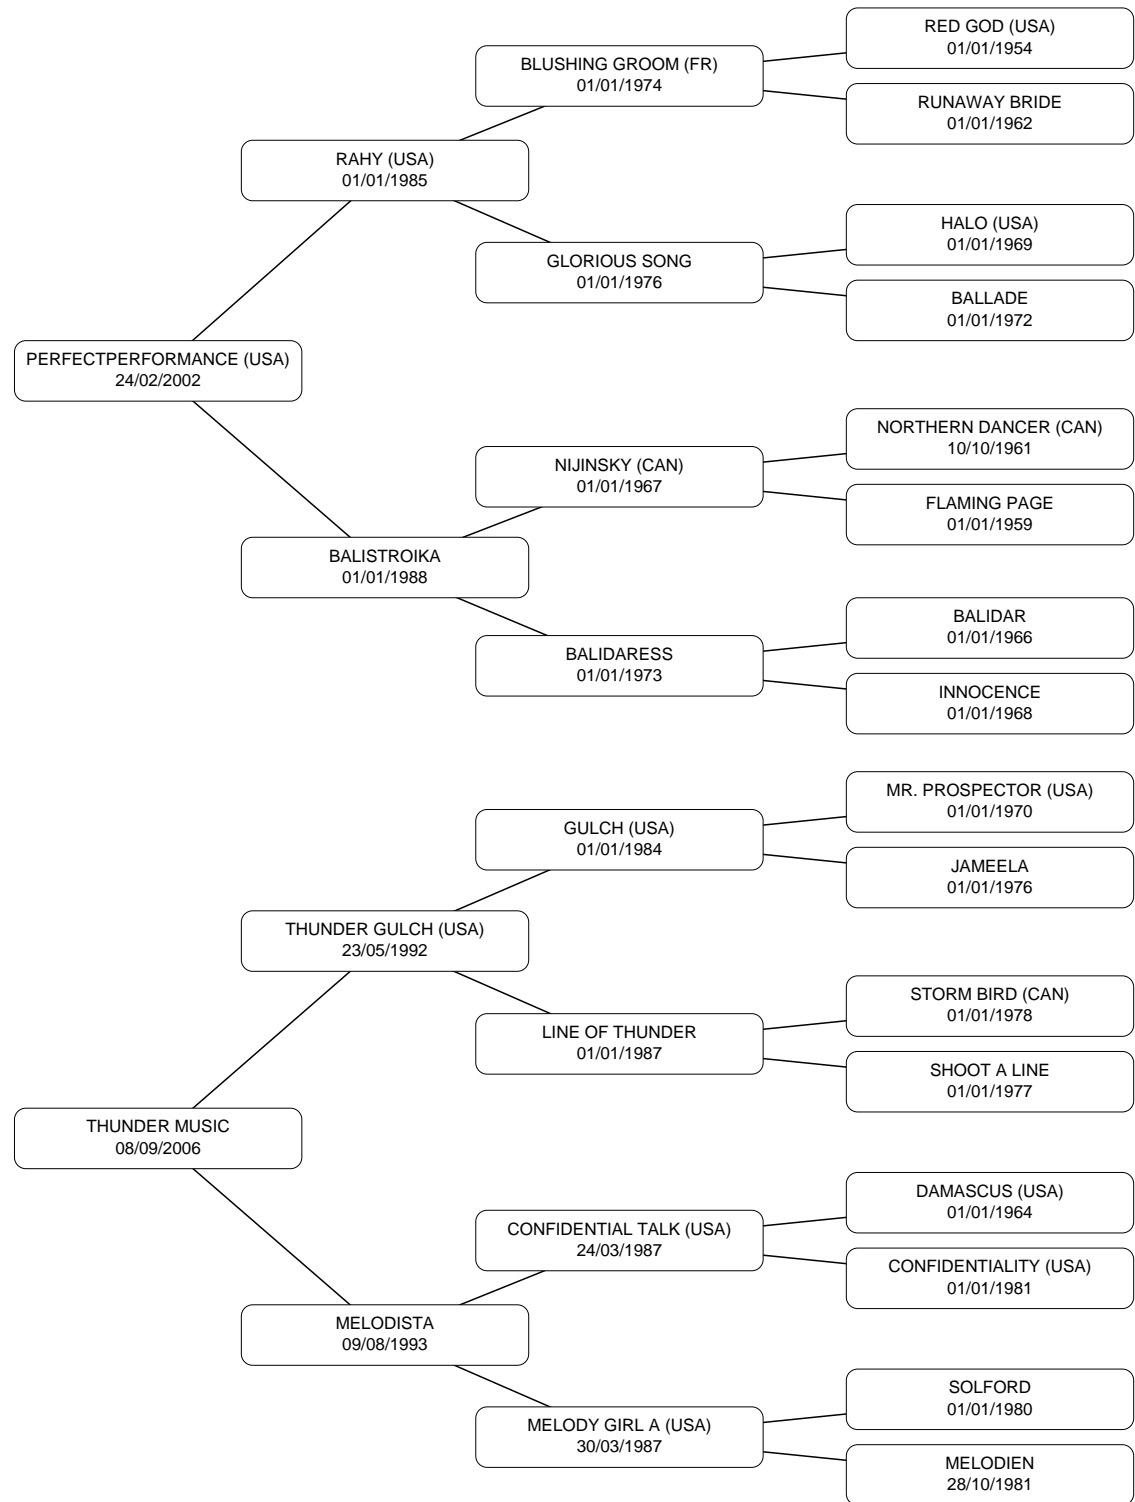 RED GOD (USA)
01/01/1954
BLUSHING GROOM (FR)
01/01/1974
RUNAWAY BRIDE
01/01/1962
RAHY (USA)
01/01/1985
HALO (USA)
01/01/1969
GLORIOUS SONG
01/01/1976
BALLADE
01/01/1972
PERFECTPERFORMANCE (USA)
24/02/2002
NORTHERN DANCER (CAN)
10/10/1961
NIJINSKY (CAN)
01/01/1967
FLAMING PAGE
01/01/1959
BALISTROIKA
01/01/1988
BALIDAR
01/01/1966
BALIDARESS
01/01/1973
INNOCENCE
01/01/1968
MR. PROSPECTOR (USA)
01/01/1970
GULCH (USA)
01/01/1984
JAMEELA
01/01/1976
THUNDER GULCH (USA)
23/05/1992
STORM BIRD (CAN)
01/01/1978
LINE OF THUNDER
01/01/1987
SHOOT A LINE
01/01/1977
THUNDER MUSIC
08/09/2006
DAMASCUS (USA)
01/01/1964
CONFIDENTIAL TALK (USA)
24/03/1987
CONFIDENTIALITY (USA)
01/01/1981
MELODISTA
09/08/1993
SOLFORD
01/01/1980
MELODY GIRL A (USA)
30/03/1987
MELODIEN
28/10/1981